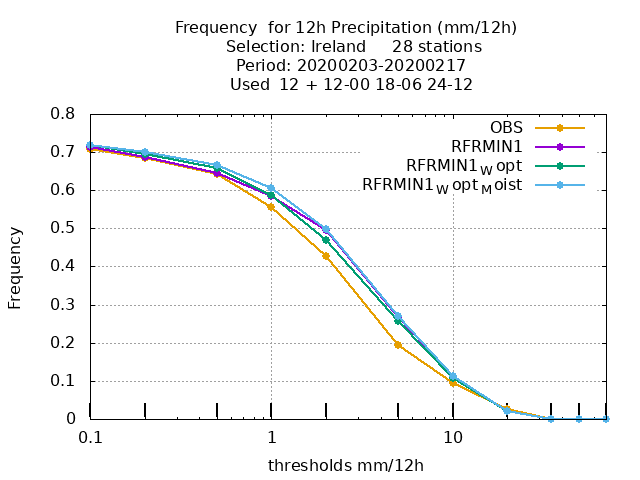 Frequency  for 12h Precipitation (mm/12h)
Selection: Ireland     28 stations
Period: 20200203-20200217
Used  12 + 12-00 18-06 24-12
OBS
RFRMIN1
RFRMIN1Wopt
RFRMIN1WoptMoist
Frequency
0.8
0.7
0.6
0.5
0.4
0.3
0.2
0.1
0
0.1 1 10
thresholds mm/12h